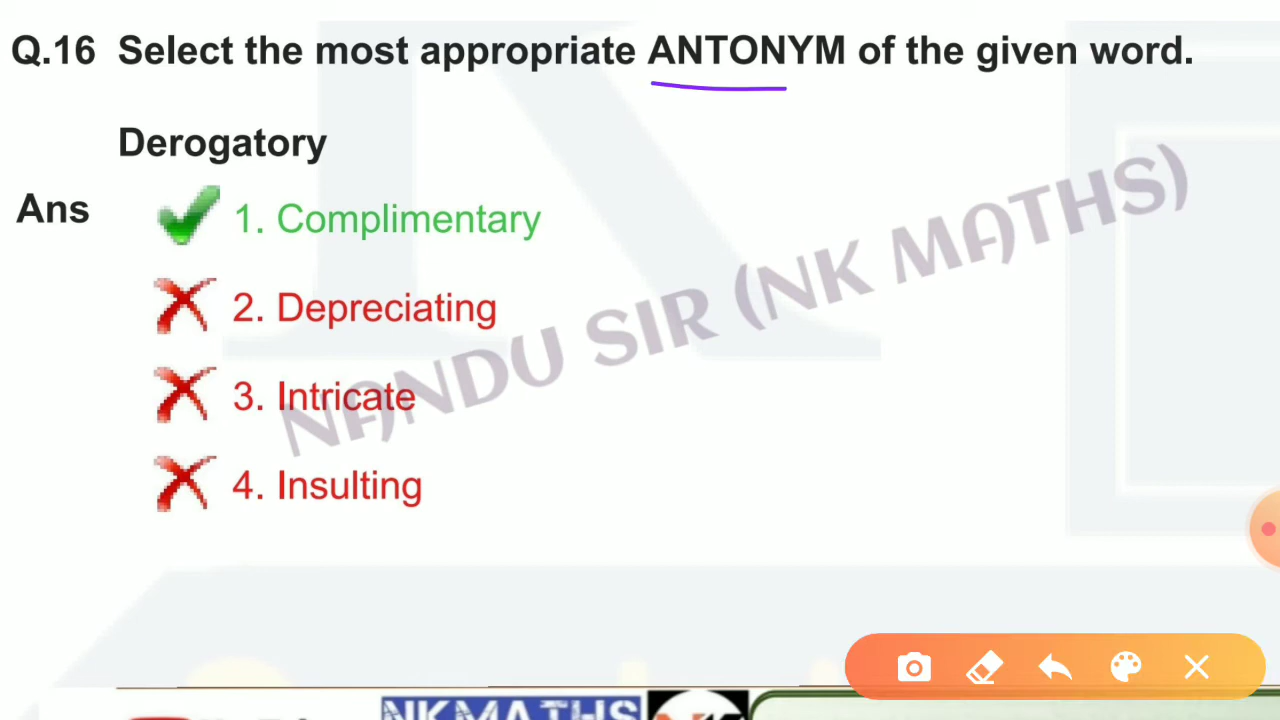 Q.16 Select the most appropriate ANTONYM of the given word.
Derogatory
Ans 1. Complimentary
2. Depreciating
3. Intricate
4. Insulting
NANDU SIR (NK MATHS)
NKMATHS